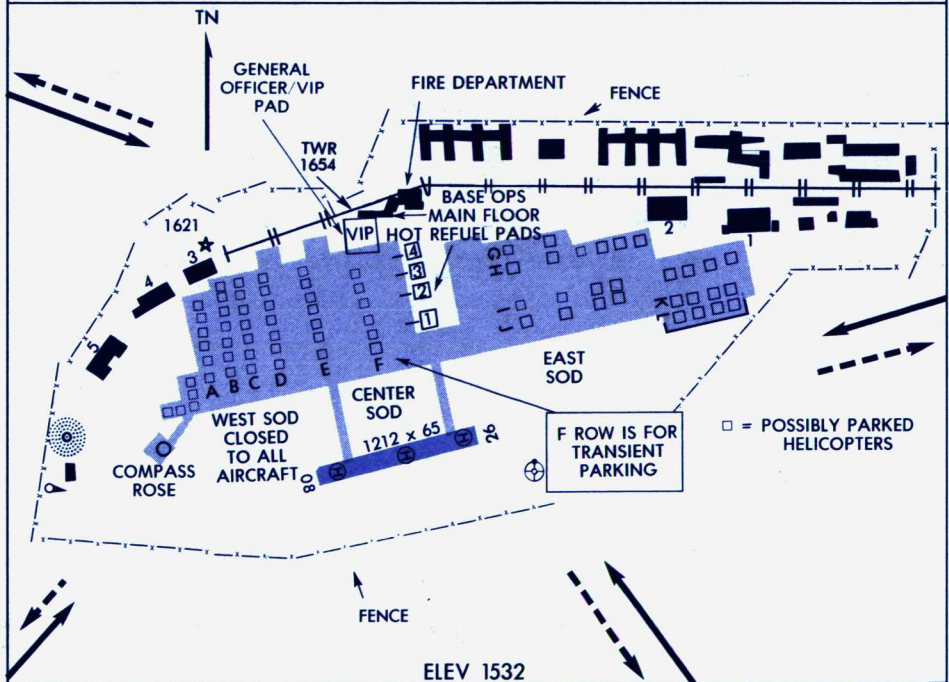 TN
GENERAL
OFFICER/VIP
PAD
FIRE DEPARTMENT
FENCE
TWR
1654
BASE OPS
MAIN FLOOR
HOT REFUEL PADS
VIP
1621
3
4
5
4
3
2
1
2
1
G H
I J
K L
A B C D E F
WEST SOD
CLOSED
TO ALL
AIRCRAFT
CENTER
SOD
EAST
SOD
1212 x 65
08
26
COMPASS
ROSE
F ROW IS FOR
TRANSIENT
PARKING
= POSSIBLY PARKED
HELICOPTERS
H
H
H
FENCE
ELEV 1532